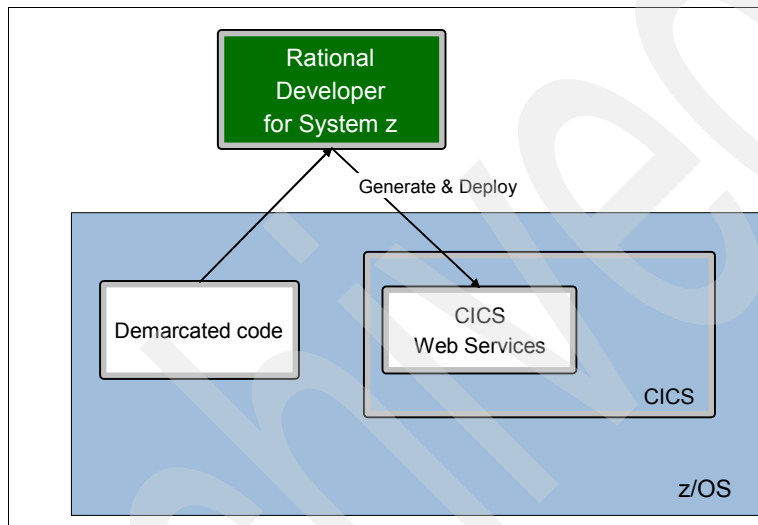 Rational
Developer
for System z
Generate & Deploy
Demarcated code
CICS
Web Services
CICS
z/OS